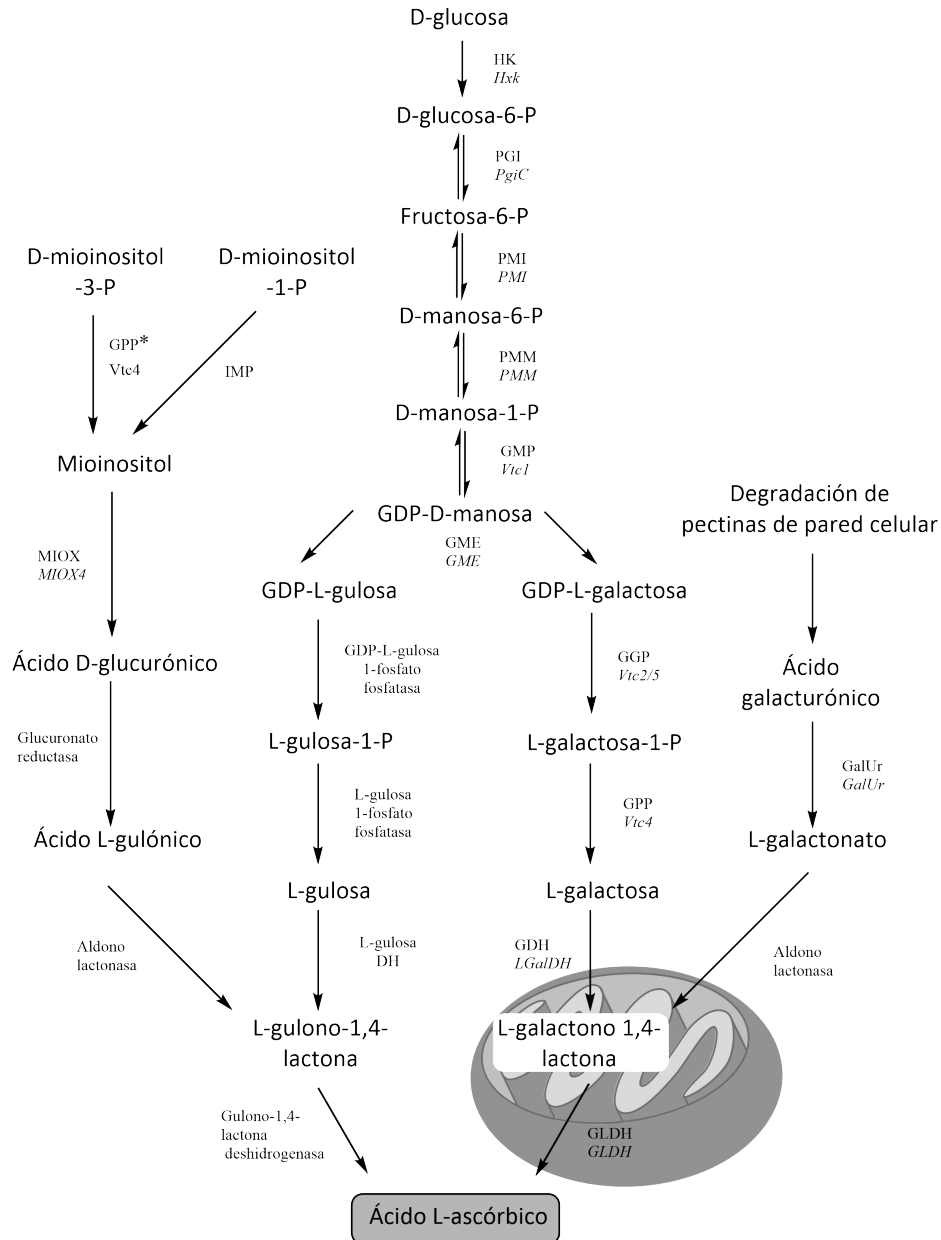 D-glucosa
HK
Hxk
D-glucosa-6-P
PGI
PgiC
Fructosa-6-P
PMI
PMI
D-manosa-6-P
PMM
PMM
D-manosa-1-P
GMP
Vtc1
GDP-D-manosa
GME
GME
D-mioinositol
-3-P
D-mioinositol
-1-P
GPP*
Vtc4
IMP
Mioinositol
MIOX
MIOX4
Ácido D-glucurónico
Glucuronato
reductasa
Ácido L-gulónico
Aldono
lactonasa
GDP-L-gulosa
GDP-L-gulosa
1-fosfato
fosfatasa
L-gulosa-1-P
L-gulosa
1-fosfato
fosfatasa
L-gulosa
L-gulosa
DH
L-gulono-1,4-
lactona
Gulono-1,4-
lactona
deshidrogenasa
GDP-L-galactosa
GGP
Vtc2/5
L-galactosa-1-P
GPP
Vtc4
L-galactosa
GDH
LGalDH
L-galactono 1,4-
lactona
GLDH
GLDH
Degradación de
pectinas de pared celular
Ácido
galacturónico
GalUr
GalUr
L-galactonato
Aldono
lactonasa
Ácido L-ascórbico